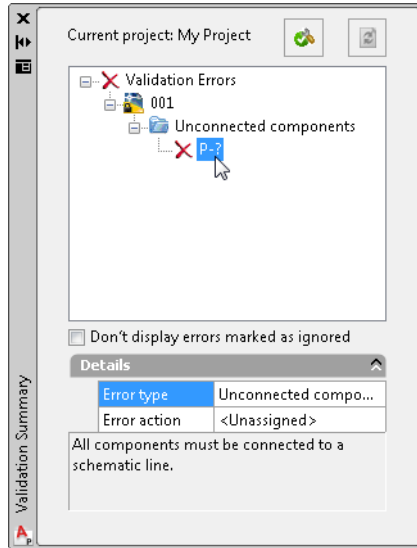 Current project: My Project
Validation Errors
001
Unconnected components
P-?
Don't display errors marked as ignored
Details
Error type Unconnected compo...
Error action <Unassigned>
All components must be connected to a
schematic line.
Validation Summary